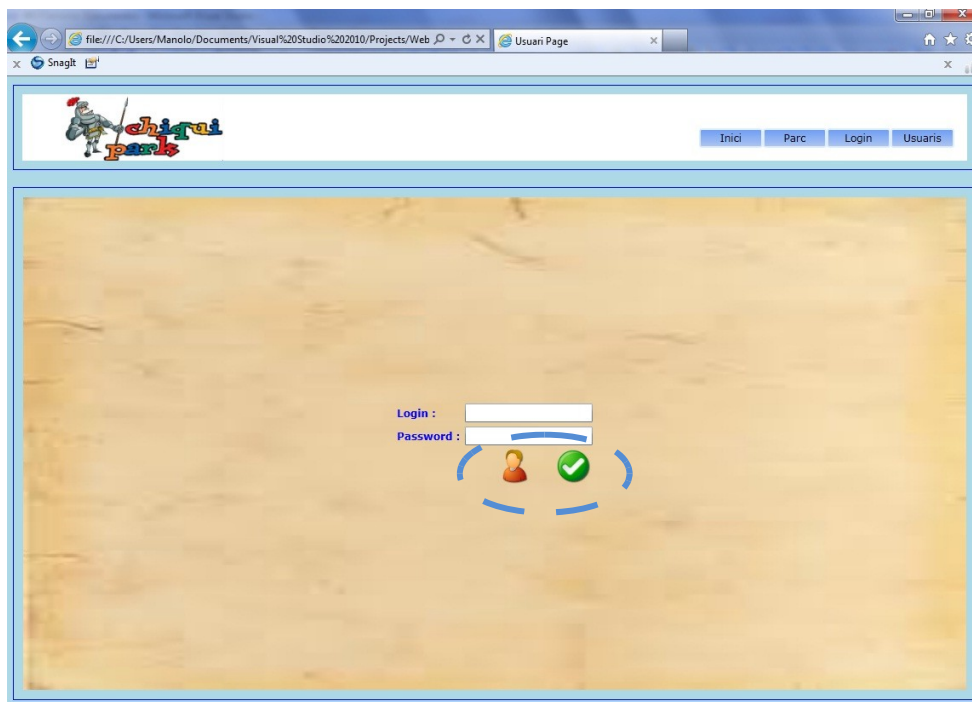 file:///C:/Users/Manolo/Documents/Visual%20Studio%202010/Projects/Web
Usuari Page
SnagIt
chiqui
park
Inici Parc Login Usuaris
Login :
Password :